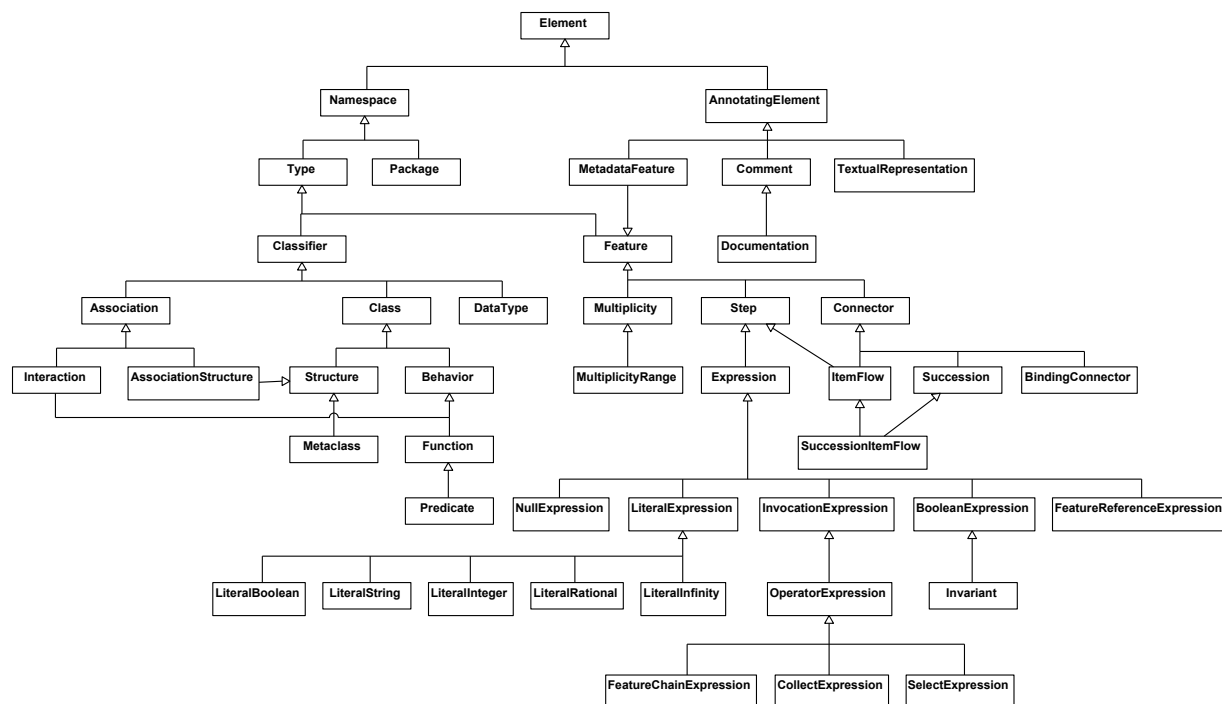 Element
Namespace
AnnotatingElement
Type
Package
MetadataFeature
Comment
TextualRepresentation
Classifier
Feature
Documentation
Association
Class
DataType
Multiplicity
Step
Connector
Interaction
AssociationStructure
Structure
Behavior
MultiplicityRange
Expression
ItemFlow
Succession
BindingConnector
Metaclass
Function
SuccessionItemFlow
Predicate
NullExpression
LiteralExpression
InvocationExpression
BooleanExpression
FeatureReferenceExpression
LiteralBoolean
LiteralString
LiteralInteger
LiteralRational
LiteralInfinity
OperatorExpression
Invariant
FeatureChainExpression
CollectExpression
SelectExpression